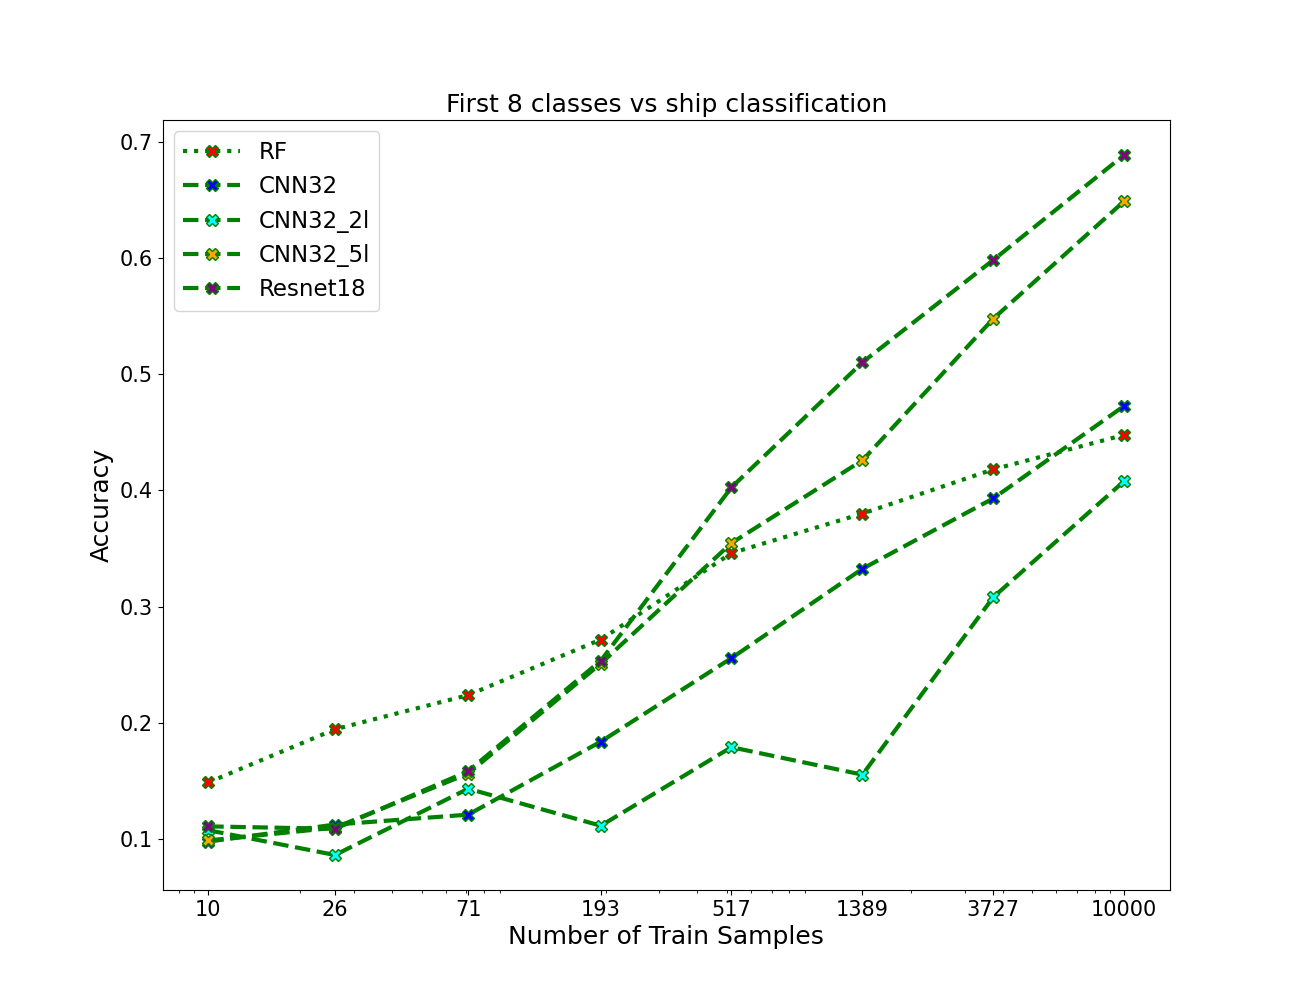 First 8 classes vs ship classification
RF
CNN32
CNN32_2l
CNN32_5l
Resnet18
0.7
0.6
0.5
0.4
0.3
0.2
0.1
Accuracy
10 26 71 193 517 1389 3727 10000
Number of Train Samples